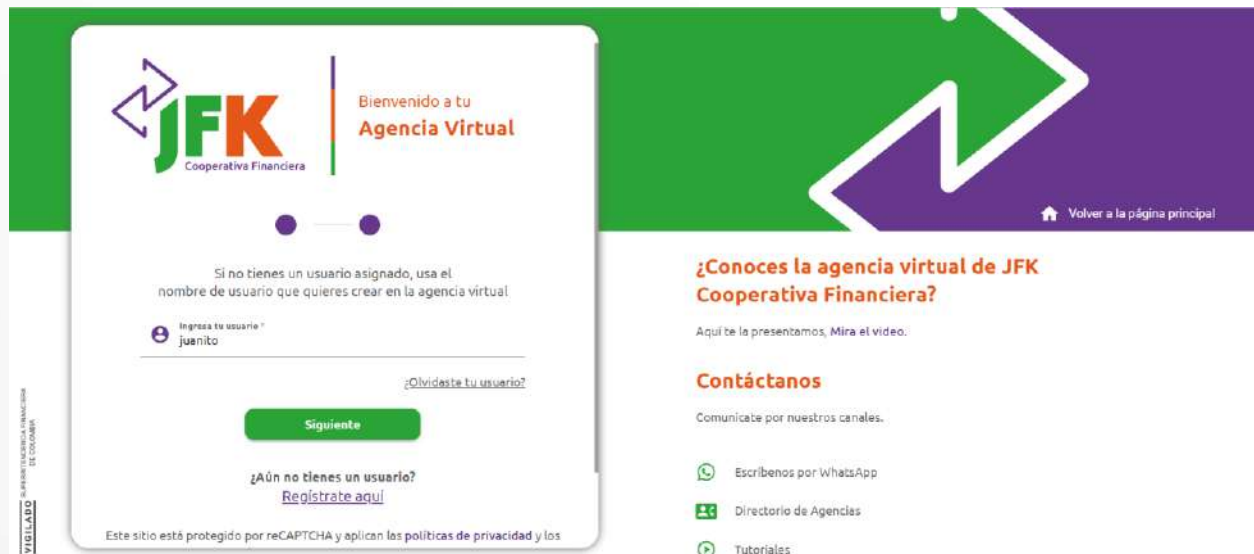 JFK
Cooperativa Financiera
Bienvenido a tu
Agencia Virtual
Si no tienes un usuario asignado, usa el
nombre de usuario que quieres crear en la agencia virtual
Ingresa tu usuario *
juanito
¿Olvidaste tu usuario?
Siguiente
¿Aún no tienes un usuario?
Regístrate aquí
Este sitio está protegido por reCAPTCHA y aplican las políticas de privacidad y los
VIGILADO
SUPERINTENDENCIA FINANCIERA
DE COLOMBIA
Volver a la página principal
¿Conoces la agencia virtual de JFK
Cooperativa Financiera?
Aquí te la presentamos, Mira el video.
Contáctanos
Comunícate por nuestros canales.
Escríbenos por WhatsApp
Directorio de Agencias
Tutoriales